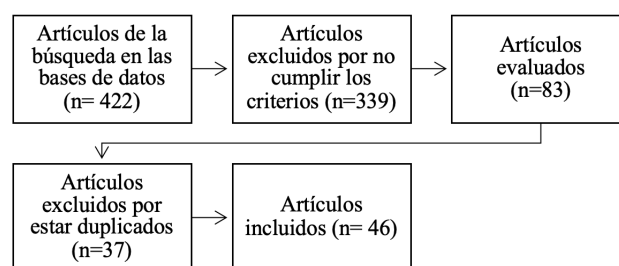 Artículos de la
búsqueda en las
bases de datos
(n= 422)
Artículos
excluidos por no
cumplir los
criterios (n=339)
Artículos
evaluados
(n=83)
Artículos
excluidos por
estar duplicados
(n=37)
Artículos
incluidos (n= 46)